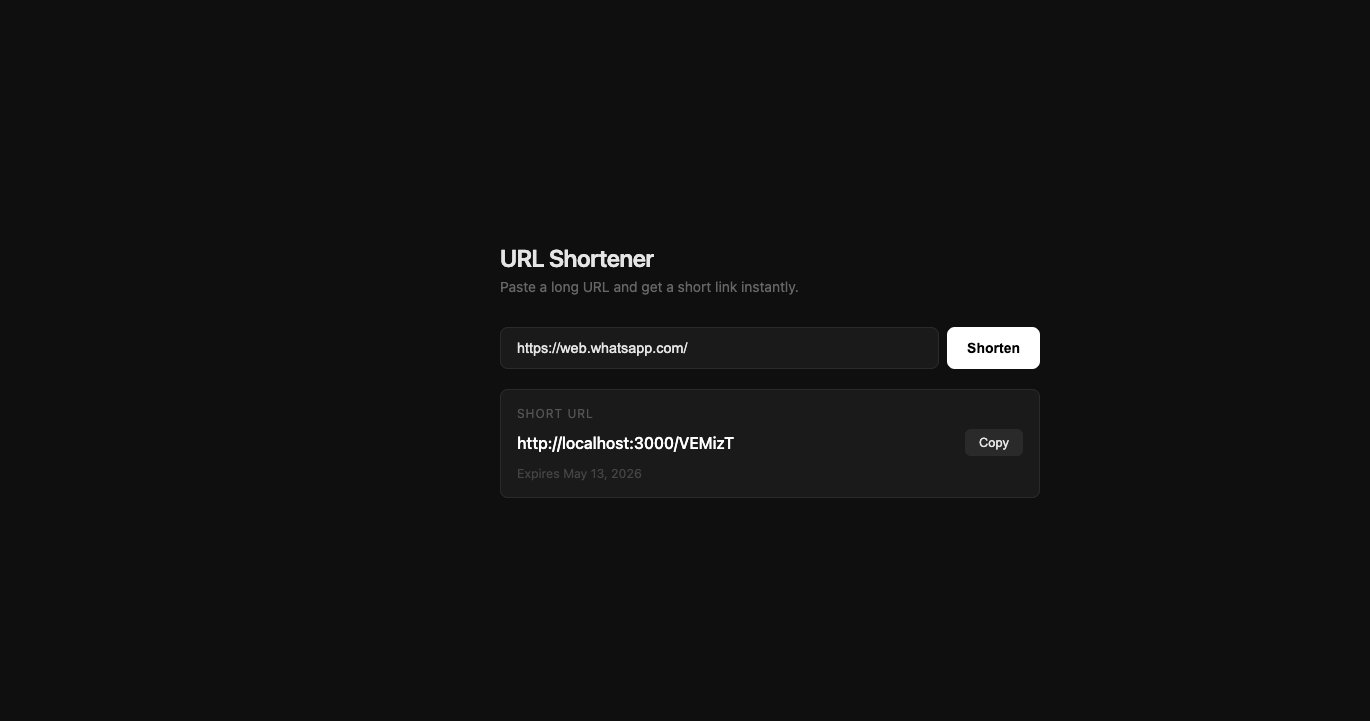 URL Shortener
Paste a long URL and get a short link instantly.
https://web.whatsapp.com/
Shorten
SHORT URL
http://localhost:3000/VEMizT
Copy
Expires May 13, 2026